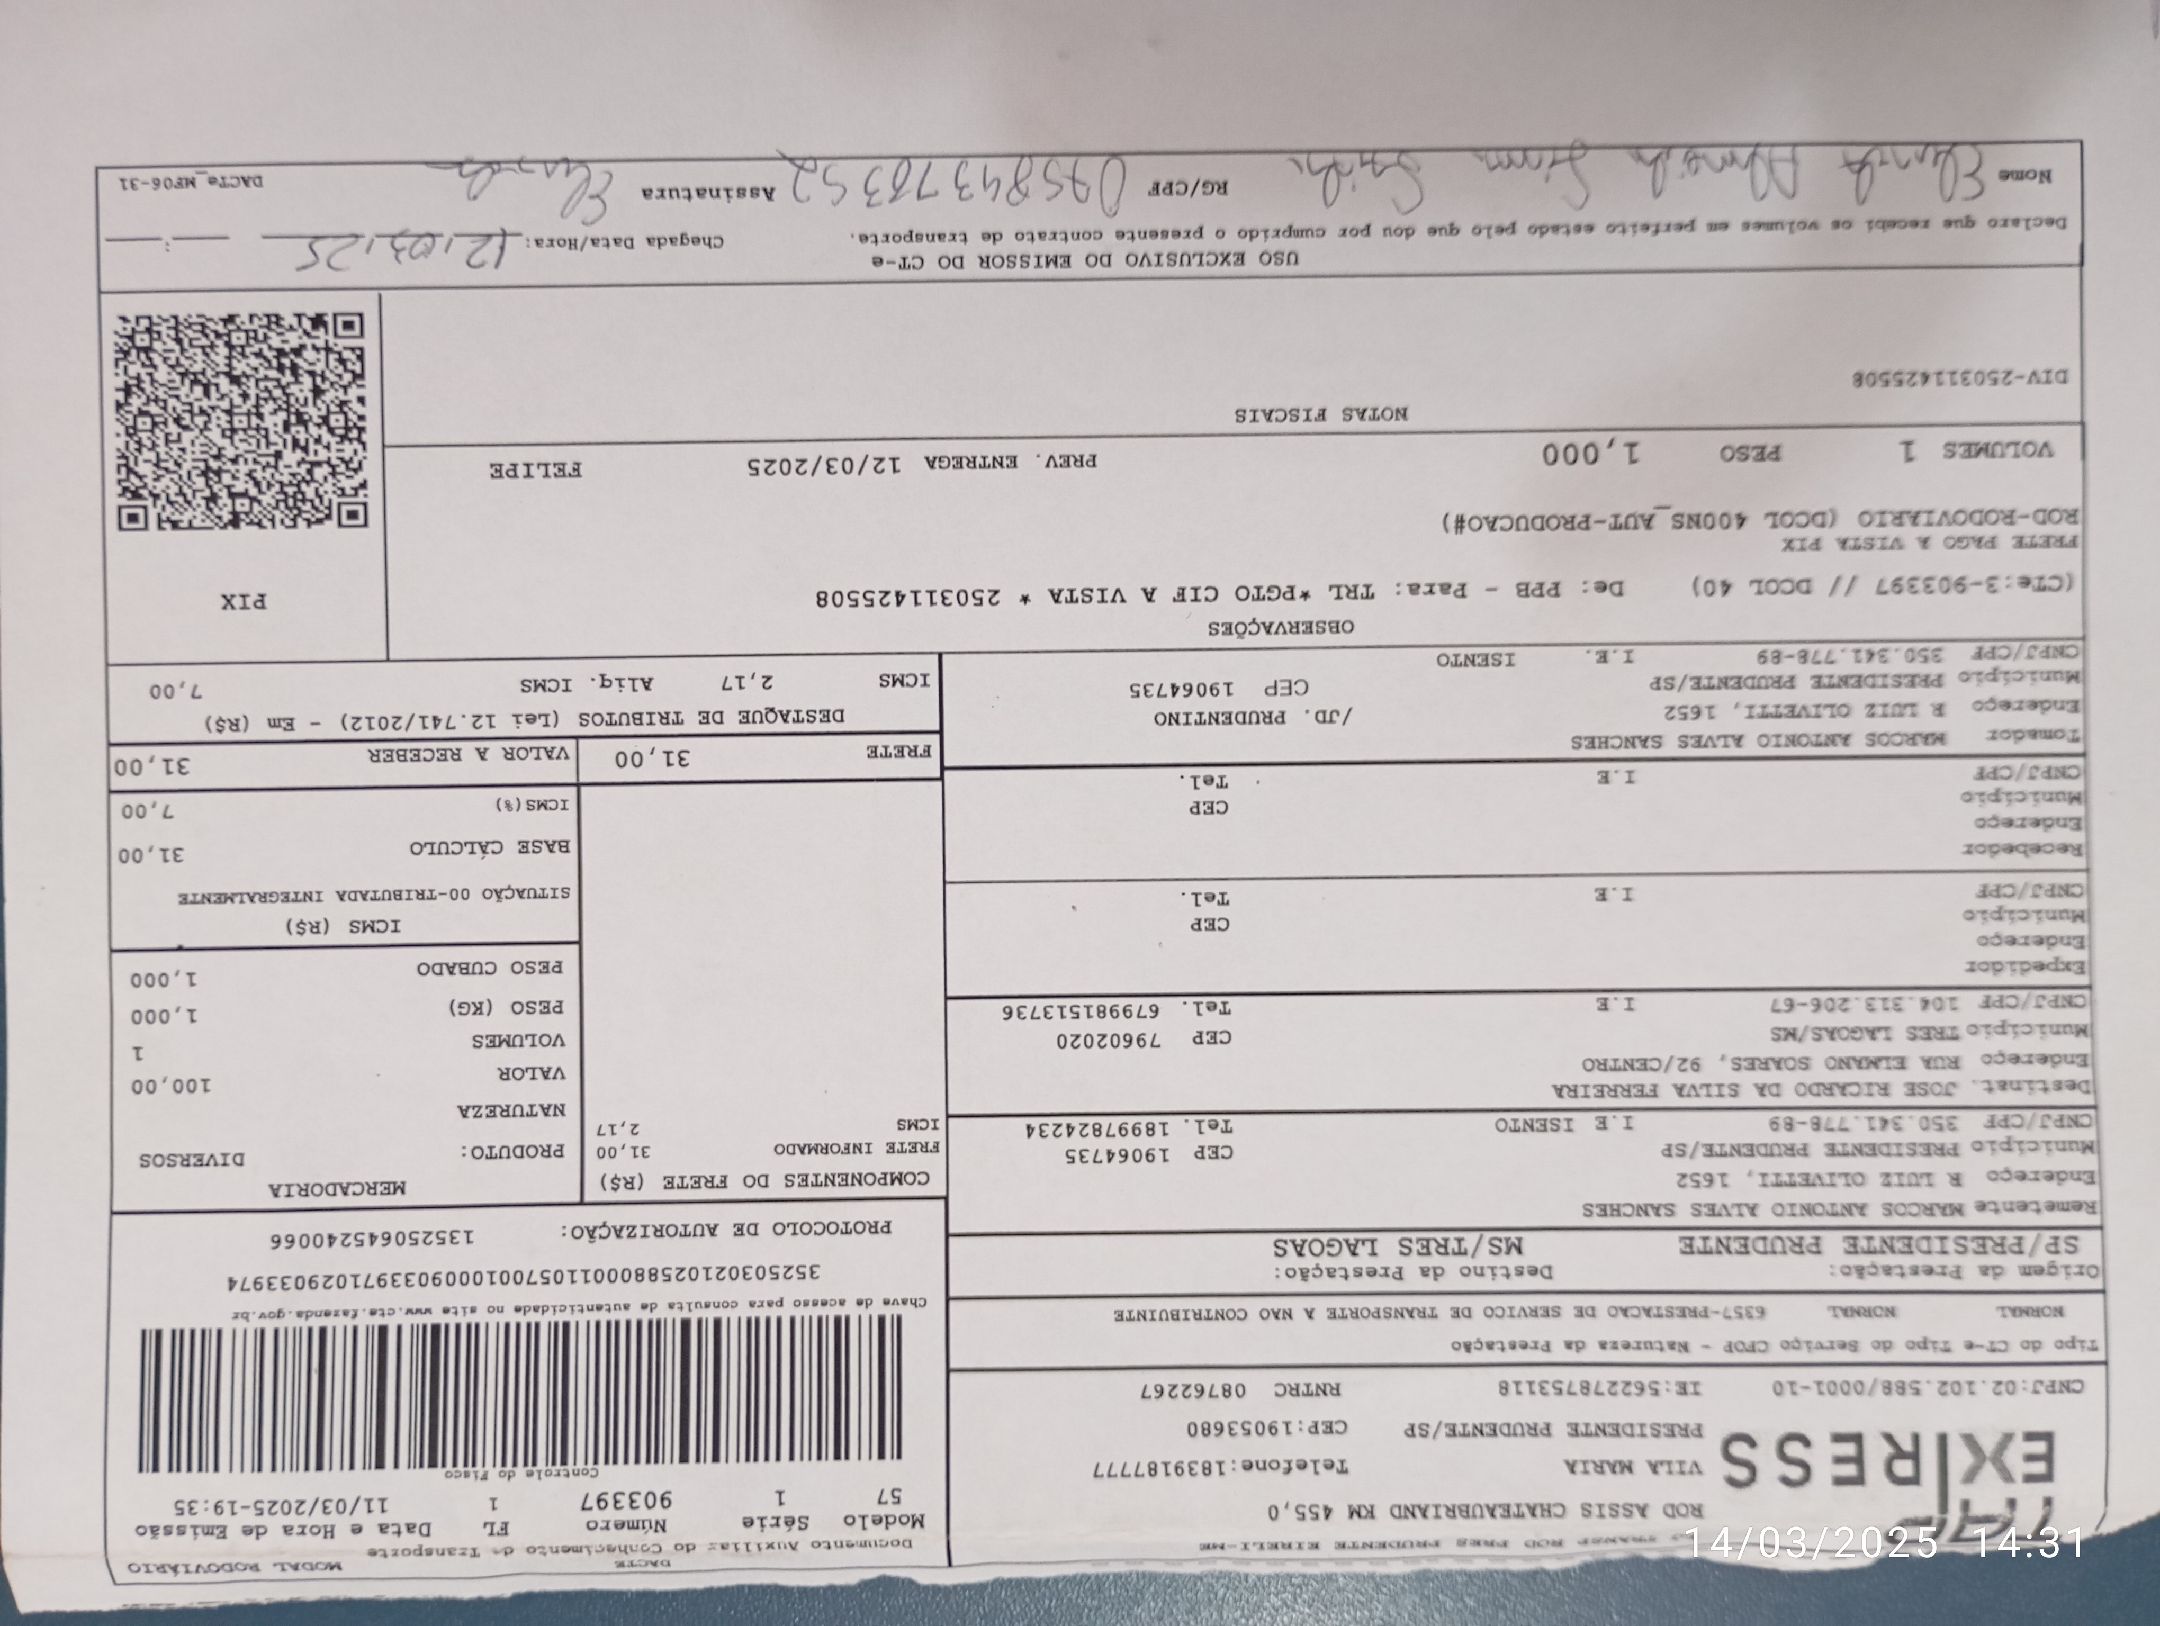 DACTE
MODAL RODOVIÁRIO
Documento Auxiliar do Conhecimento de Transporte
Modelo Série Número FL Data e Hora de Emissão
57 1 903397 1 11/03/2025-19:35
Controle do Fisco
Chave de acesso para consulta de autenticidade no site www.cte.fazenda.gov.br
35250302102588000110570010009033971029033974
PROTOCOLO DE AUTORIZAÇÃO: 135250645240066
TRANSP ROD PRES PRUDENTE EIRELI-ME
EXPRESS
ROD ASSIS CHATEAUBRIAND KM 455,0
VILA MARIA Telefone:1839187777
PRESIDENTE PRUDENTE/SP CEP:19053680
CNPJ:02.102.588/0001-10 IE:562278753118 RNTRC 08762267
Tipo do CT-e Tipo do Serviço CFOP - Natureza da Prestação
NORMAL NORMAL 6357-PRESTACAO DE SERVICO DE TRANSPORTE A NAO CONTRIBUINTE
Origem da Prestação: Destino da Prestação:
SP/PRESIDENTE PRUDENTE MS/TRES LAGOAS
Remetente MARCOS ANTONIO ALVES SANCHES
Endereço R LUIZ OLIVETTI, 1652
Município PRESIDENTE PRUDENTE/SP CEP 19064735
CNPJ/CPF 350.341.778-89 I.E ISENTO Tel. 18997824234
Destinat. JOSE RICARDO DA SILVA FERREIRA
Endereço RUA ELMANO SOARES, 92/CENTRO
Município TRES LAGOAS/MS CEP 79602020
CNPJ/CPF 104.313.206-67 I.E Tel. 679981513736
Expedidor
Endereço
Município CEP
CNPJ/CPF I.E Tel.
Recebedor
Endereço
Município CEP
CNPJ/CPF I.E Tel.
Tomador MARCOS ANTONIO ALVES SANCHES
Endereço R LUIZ OLIVETTI, 1652 /JD. PRUDENTINO
Município PRESIDENTE PRUDENTE/SP CEP 19064735
CNPJ/CPF 350.341.778-89 I.E. ISENTO
COMPONENTES DO FRETE (R$)
FRETE INFORMADO 31,00
ICMS 2,17
MERCADORIA
PRODUTO: DIVERSOS
NATUREZA
VALOR 100,00
VOLUMES 1
PESO (KG) 1,000
PESO CUBADO 1,000
ICMS (R$)
SITUAÇÃO 00-TRIBUTADA INTEGRALMENTE
BASE CÁLCULO 31,00
ICMS(%) 7,00
FRETE 31,00 VALOR A RECEBER 31,00
DESTAQUE DE TRIBUTOS (Lei 12.741/2012) - Em (R$)
ICMS 2,17 Aliq. ICMS 7,00
OBSERVAÇÕES
(CTe:3-903397 // DCOL 40) De: PPB - Para: TRL *PGTO CIF A VISTA * 250311425508
FRETE PAGO A VISTA PIX
ROD-RODOVIARIO (DCOL 400NS_AUT-PRODUCAO#)
VOLUMES 1 PESO 1,000 PREV. ENTREGA 12/03/2025 FELIPE
PIX
NOTAS FISCAIS
DIV-250311425508
USO EXCLUSIVO DO EMISSOR DO CT-e
Declaro que recebi os volumes em perfeito estado pelo que dou por cumprido o presente contrato de transporte. Chegada Data/Hora: 12/03/25 __:__
Nome RG/CPF 07584378352 Assinatura
DACTe_MF06-31
14/03/2025 14:31